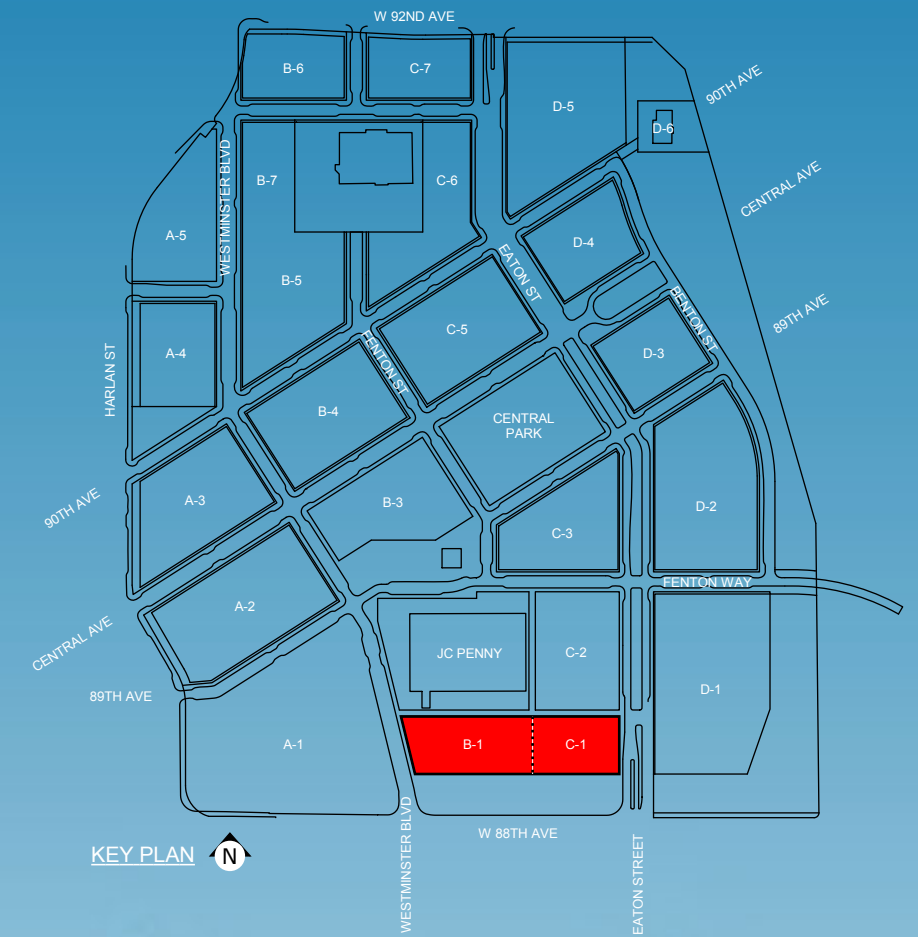 W 92ND AVE
B-6
C-7
90TH AVE
D-5
D-6
WESTMINSTER BLVD
B-7
C-6
CENTRAL AVE
A-5
D-4
EATON ST
B-5
BENTON ST
89TH AVE
C-5
HARLAN ST
A-4
FENTON ST
D-3
B-4
CENTRAL
PARK
90TH AVE
A-3
B-3
D-2
C-3
FENTON WAY
A-2
CENTRAL AVE
JC PENNY
C-2
89TH AVE
D-1
A-1
B-1
C-1
W 88TH AVE
WESTMINSTER BLVD
EATON STREET
KEY PLAN
N